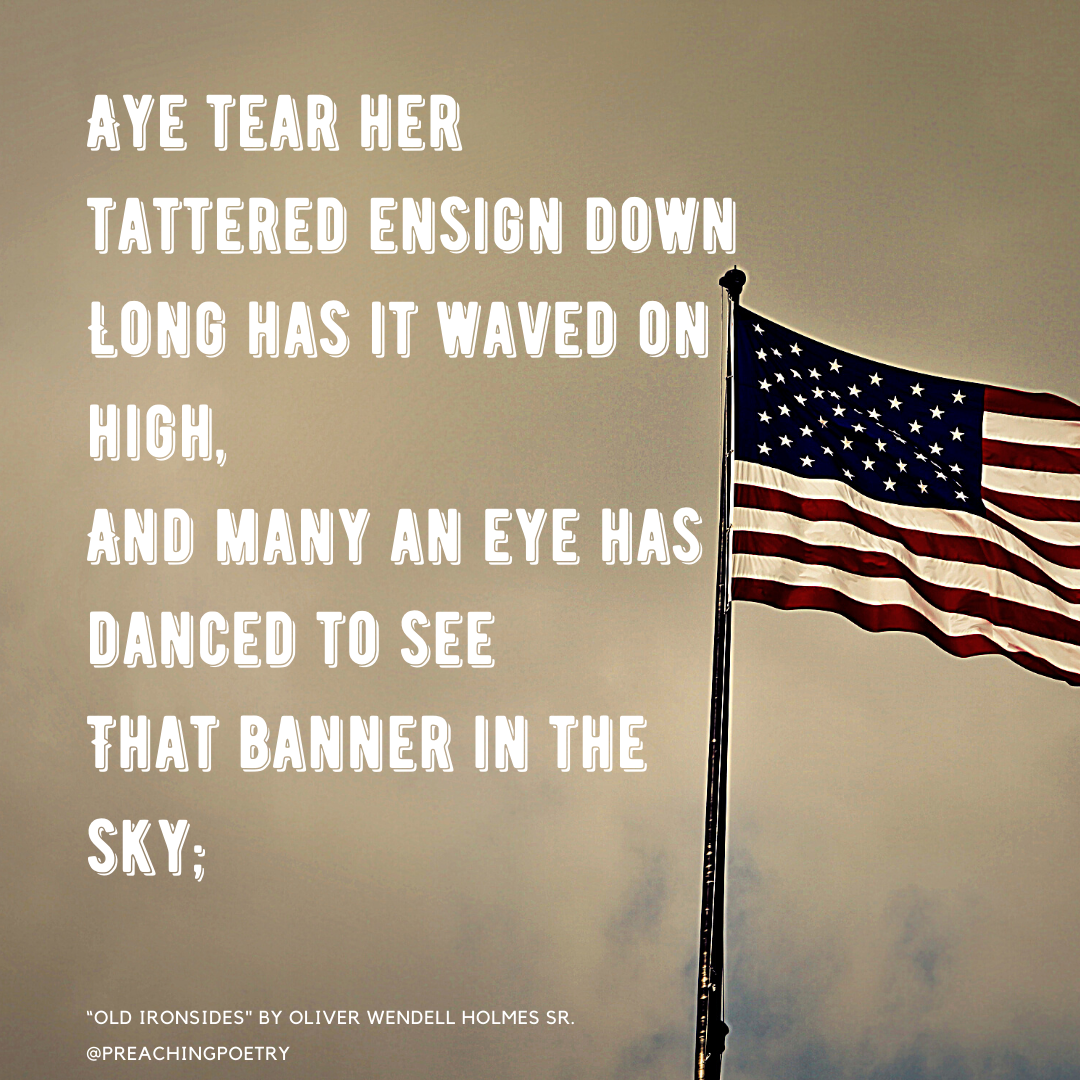 AYE TEAR HER
TATTERED ENSIGN DOWN
LONG HAS IT WAVED ON
HIGH,
AND MANY AN EYE HAS
DANCED TO SEE
THAT BANNER IN THE
SKY;
“OLD IRONSIDES" BY OLIVER WENDELL HOLMES SR.
@PREACHINGPOETRY